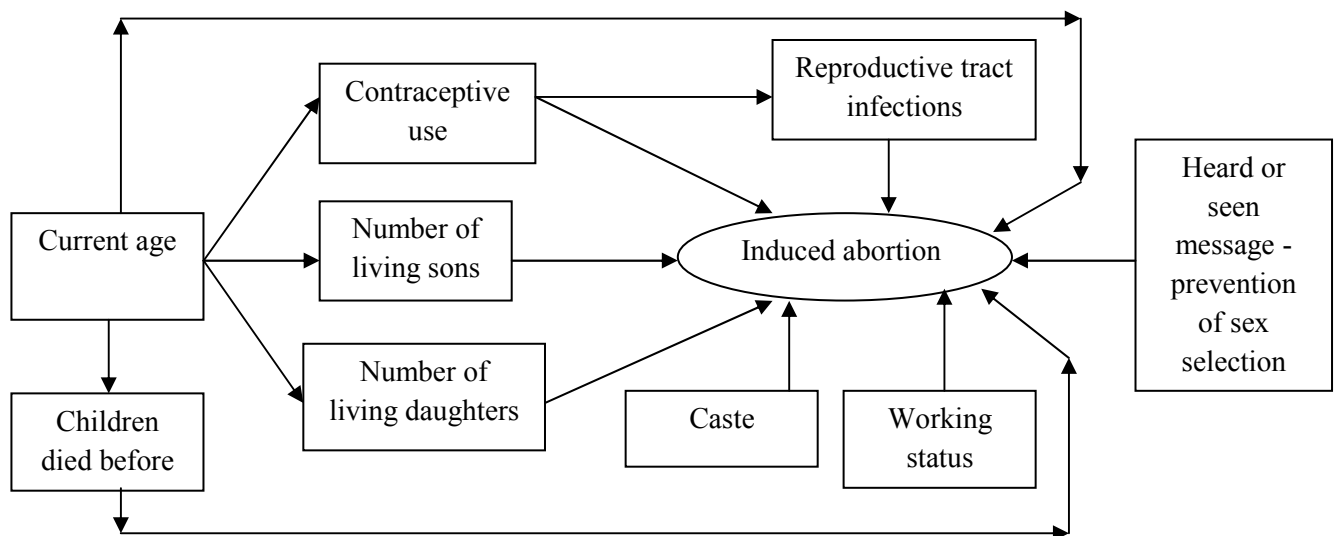 Contraceptive
use
Reproductive tract
infections
Heard or
seen
message -
prevention
of sex
selection
Current age
Number of
living sons
Induced abortion
Number of
living daughters
Children
died before
Caste
Working
status